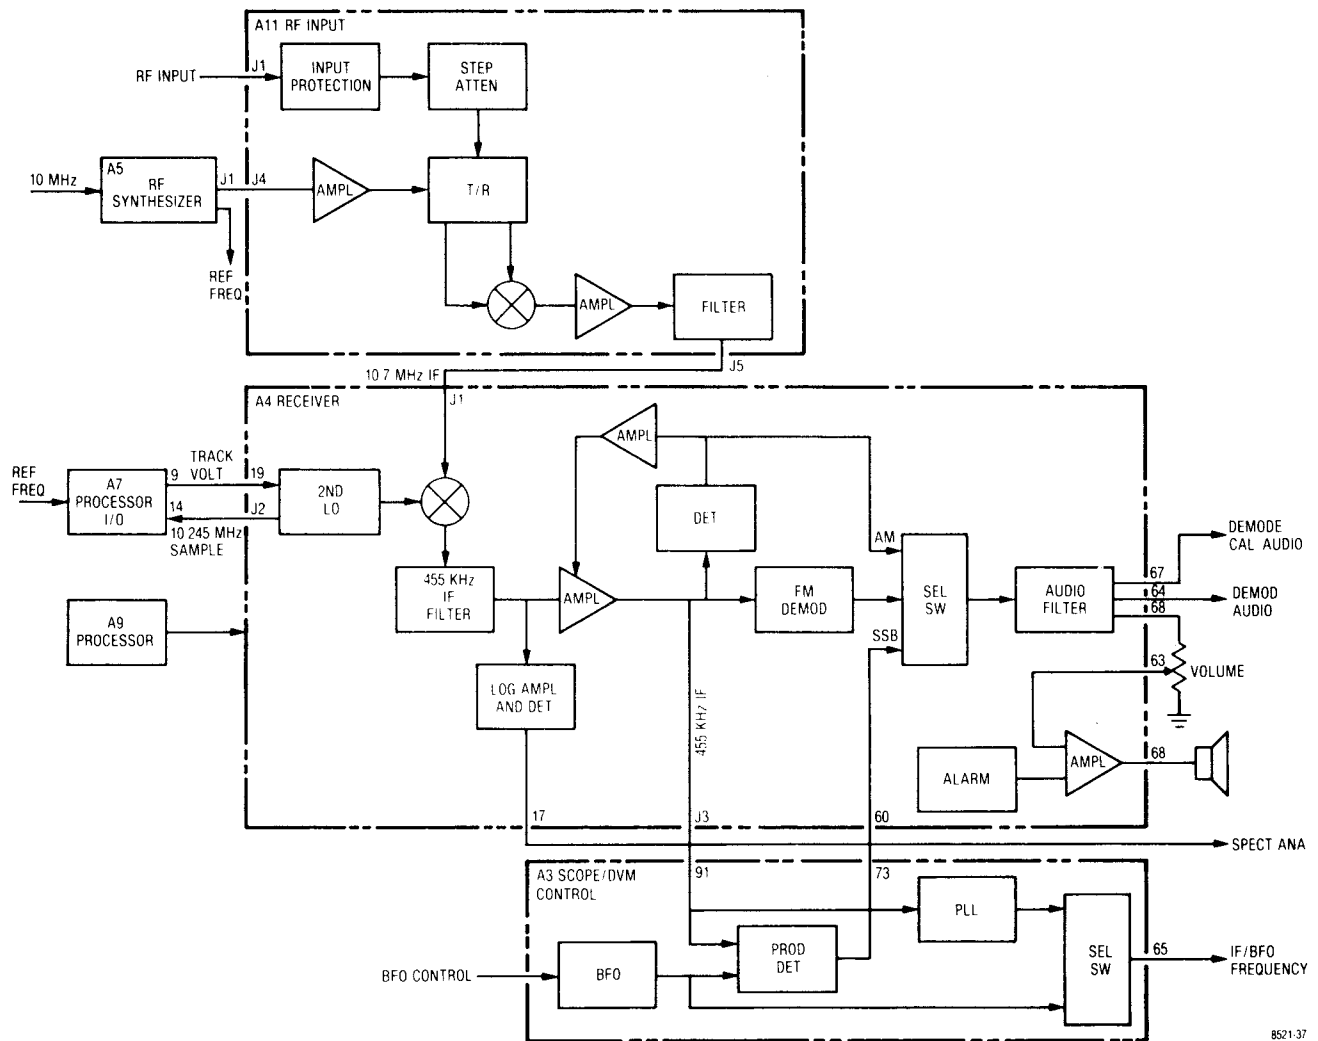 A11 RF INPUT
RF INPUT
J1
INPUT
PROTECTION
STEP
ATTEN
10 MHz
A5
RF
SYNTHESIZER
J1
J4
AMPL
T/R
REF
FREQ
AMPL
FILTER
J5
10 7 MHz IF
J1
A4 RECEIVER
AMPL
REF
FREQ
A7
PROCESSOR
I/O
9
TRACK
VOLT
19
14
J2
10 245 MHz
SAMPLE
2ND
LO
DET
AM
DEMODE
CAL AUDIO
455 KHz
IF
FILTER
AMPL
FM
DEMOD
SEL
SW
AUDIO
FILTER
67
64
68
DEMOD
AUDIO
A9
PROCESSOR
SSB
63
VOLUME
LOG AMPL
AND DET
455 KHz IF
ALARM
AMPL
68
17
J3
60
SPECT ANA
A3 SCOPE/DVM
CONTROL
91
73
PLL
BFO CONTROL
BFO
PROD
DET
SEL
SW
65
IF/BFO
FREQUENCY
8521-37